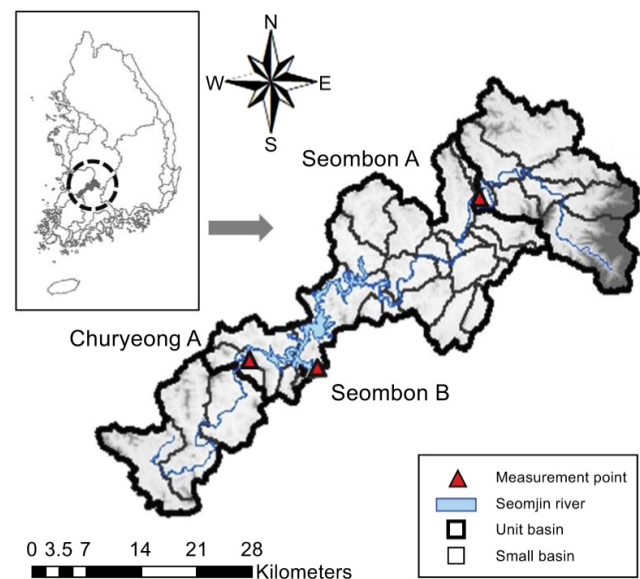 N
W E
S
Seombon A
Churyeong A
Seombon B
Measurement point
Seomjin river
Unit basin
Small basin
0 3.5 7 14 21 28
Kilometers